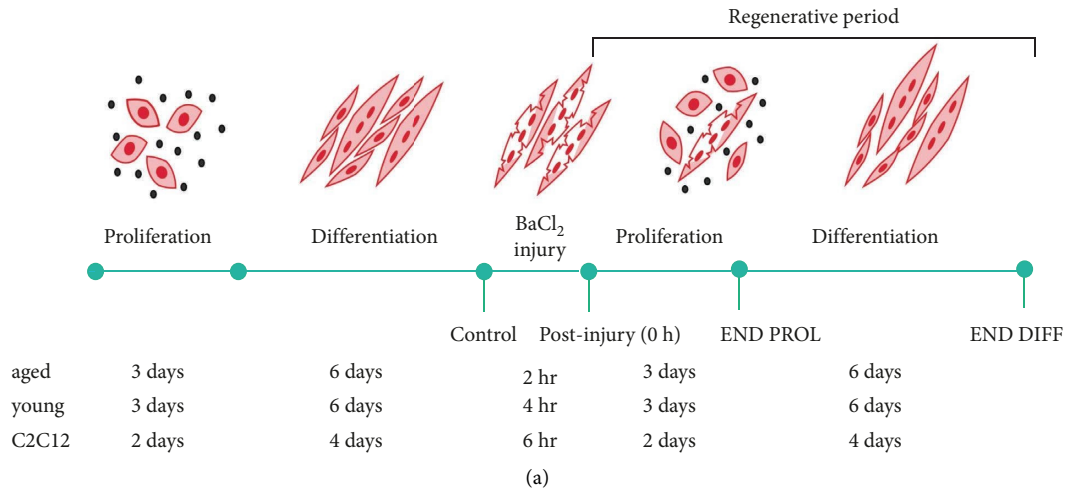 Regenerative period
Proliferation
Differentiation
BaCl₂
injury
Proliferation
Differentiation
Control
Post-injury (0 h)
END PROL
END DIFF
aged 3 days 6 days 2 hr 3 days 6 days
young 3 days 6 days 4 hr 3 days 6 days
C2C12 2 days 4 days 6 hr 2 days 4 days
(a)